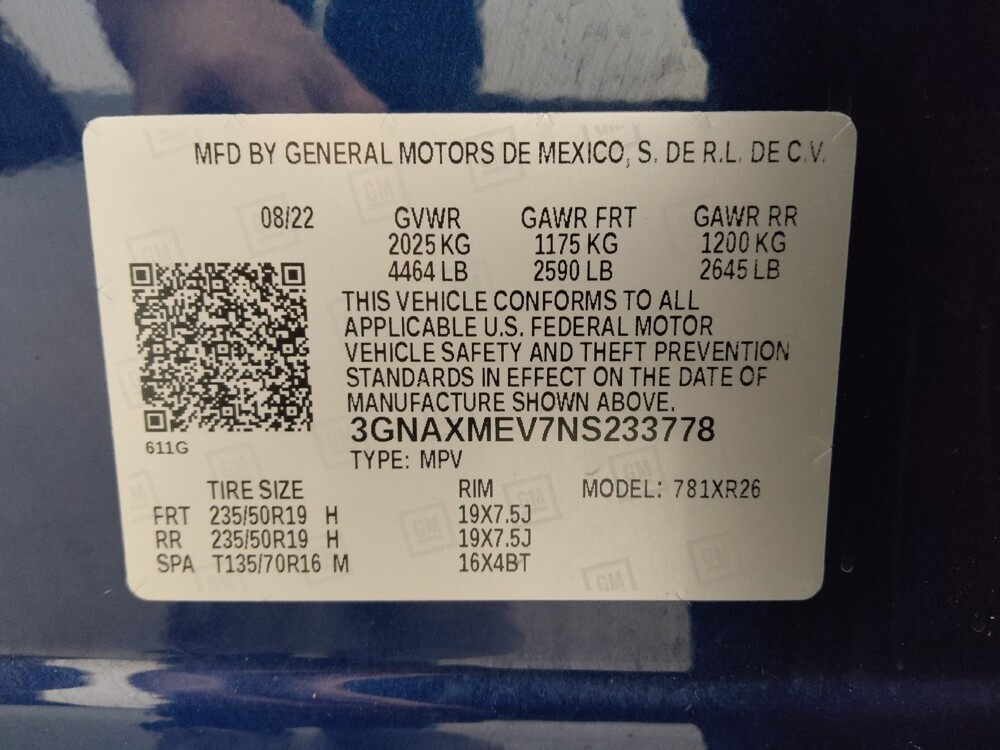 MFD BY GENERAL MOTORS DE MEXICO, S. DE R.L. DE C.V.
08/22 GVWR GAWR FRT GAWR RR
2025 KG 1175 KG 1200 KG
4464 LB 2590 LB 2645 LB
THIS VEHICLE CONFORMS TO ALL
APPLICABLE U.S. FEDERAL MOTOR
VEHICLE SAFETY AND THEFT PREVENTION
STANDARDS IN EFFECT ON THE DATE OF
MANUFACTURE SHOWN ABOVE.
3GNAXMEV7NS233778
611G
TYPE: MPV
TIRE SIZE RIM MODEL: 781XR26
FRT 235/50R19 H 19X7.5J
RR 235/50R19 H 19X7.5J
SPA T135/70R16 M 16X4BT